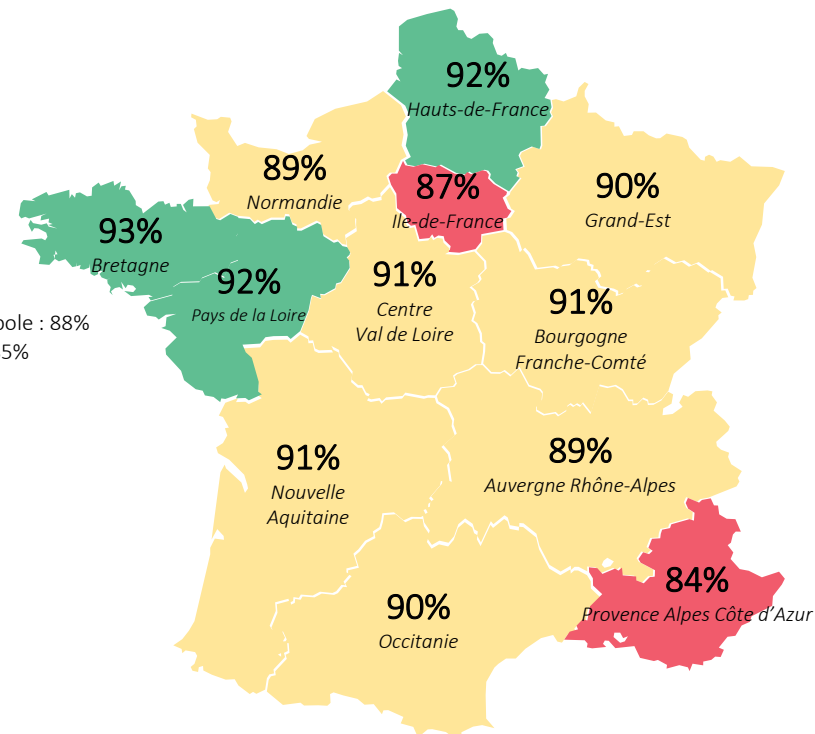 92%
Hauts-de-France
89%
Normandie
87%
Ile-de-France
90%
Grand-Est
93%
Bretagne
92%
Pays de la Loire
91%
Centre
Val de Loire
91%
Bourgogne
Franche-Comté
: 88%
5%
91%
Nouvelle
Aquitaine
89%
Auvergne Rhône-Alpes
84%
Provence Alpes Côte d'Azur
90%
Occitanie